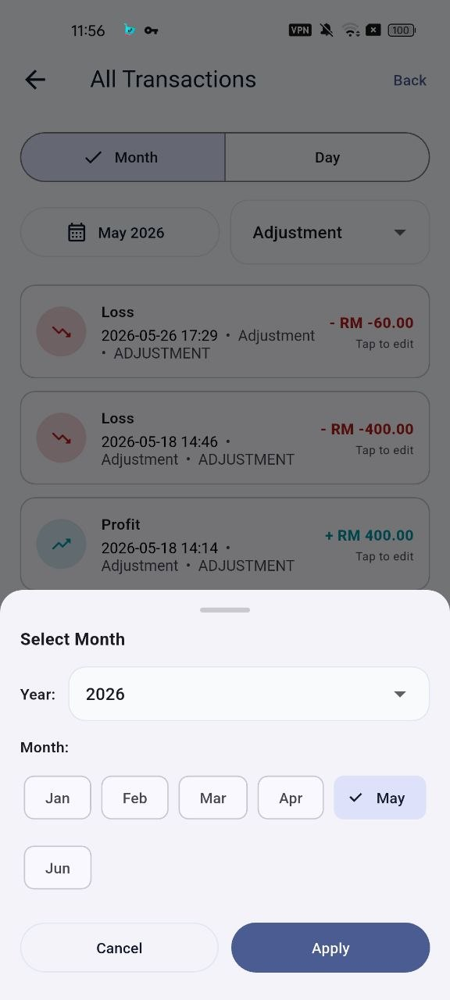 11:56 VPN 100
All Transactions Back
Month Day
May 2026 Adjustment
Loss
2026-05-26 17:29 • Adjustment
• ADJUSTMENT
- RM -60.00
Tap to edit
Loss
2026-05-18 14:46 •
Adjustment • ADJUSTMENT
- RM -400.00
Tap to edit
Profit
2026-05-18 14:14 •
Adjustment • ADJUSTMENT
+ RM 400.00
Tap to edit
Select Month
Year: 2026
Month:
Jan Feb Mar Apr May
Jun
Cancel Apply